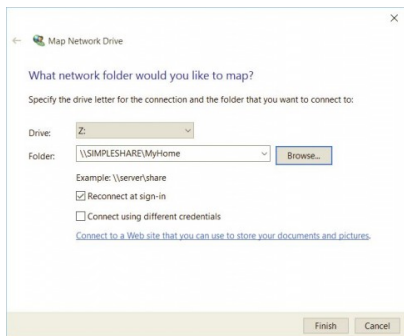 Map Network Drive
What network folder would you like to map?
Specify the drive letter for the connection and the folder that you want to connect to:
Drive: Z:
Folder: \\SIMPLESHARE\MyHome Browse...
Example: \\server\share
Reconnect at sign-in
Connect using different credentials
Connect to a Web site that you can use to store your documents and pictures.
Finish Cancel